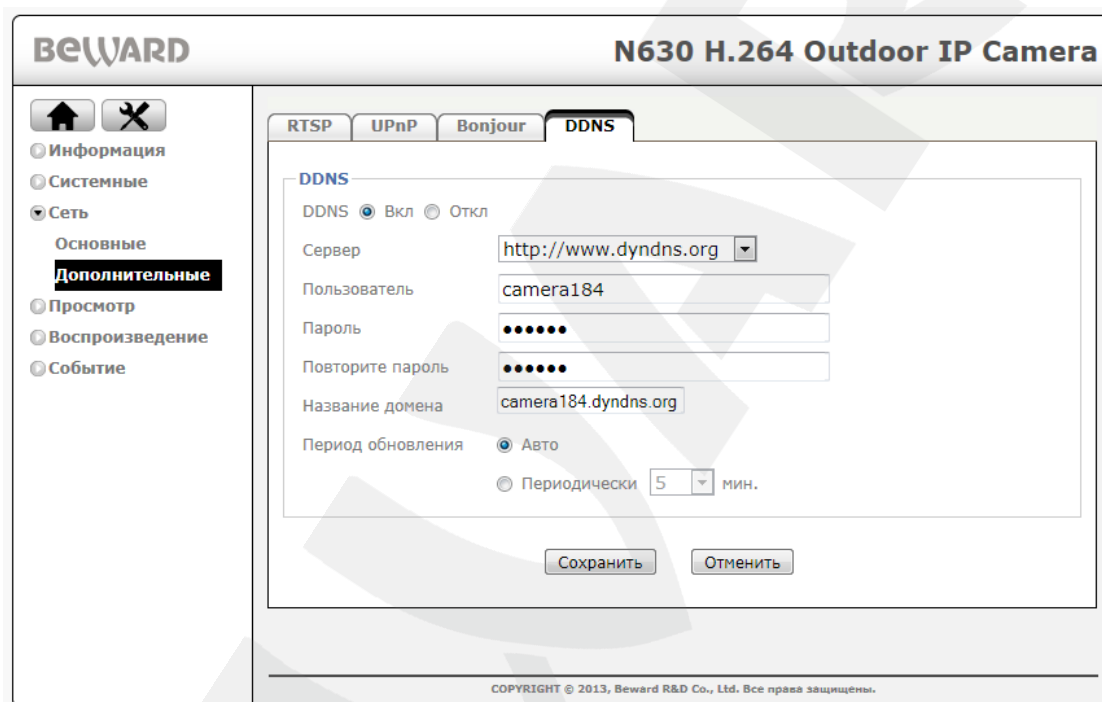 BEWARD
N630 H.264 Outdoor IP Camera
Информация
Системные
Сеть
Основные
Дополнительные
Просмотр
Воспроизведение
Событие
RTSP UPnP Bonjour DDNS
DDNS
DDNS Вкл Откл
Сервер http://www.dyndns.org
Пользователь camera184
Пароль ••••••
Повторите пароль ••••••
Название домена camera184.dyndns.org
Период обновления Авто
Периодически 5 мин.
Сохранить Отменить
COPYRIGHT © 2013, Beward R&D Co., Ltd. Все права защищены.